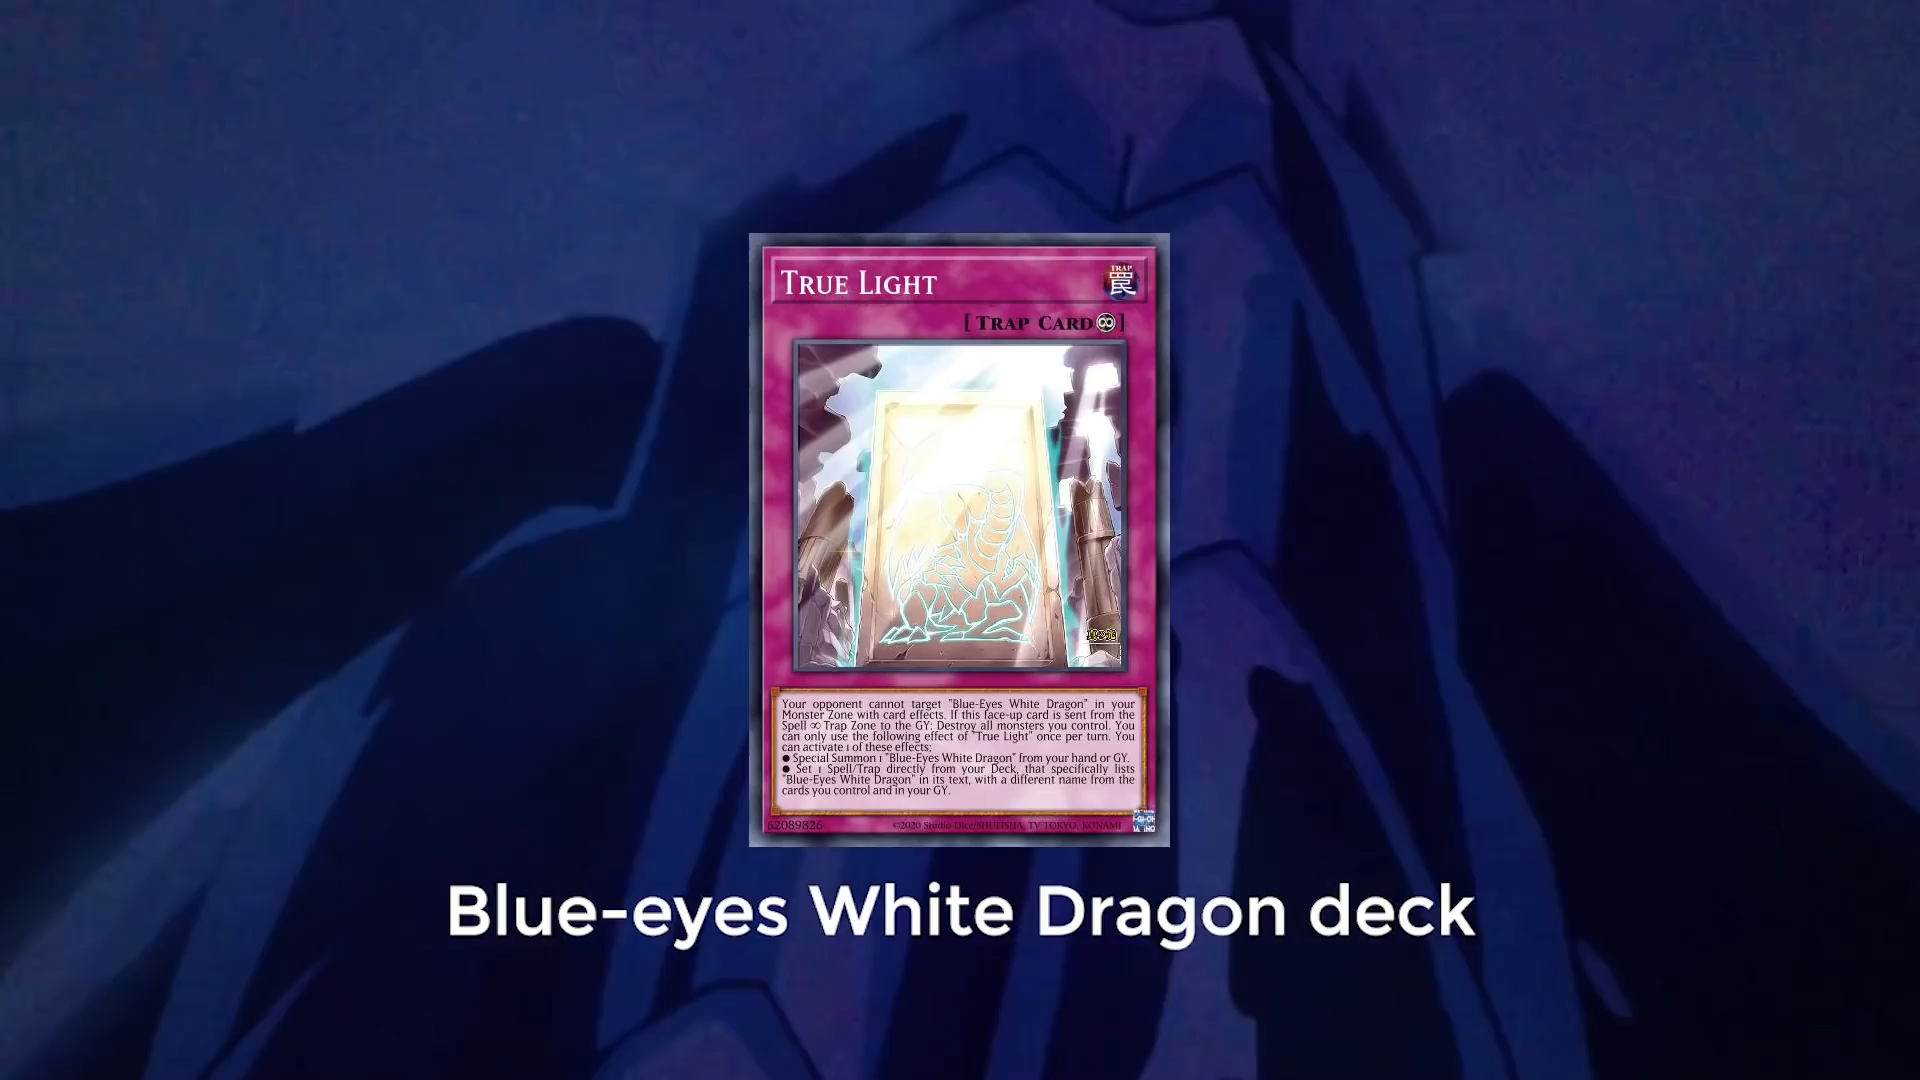 TRUE LIGHT
TRAP
罠
[TRAP CARD]
Your opponent cannot target "Blue-Eyes White Dragon" in your
Monster Zone with card effects. If this face-up card is sent from the
Spell & Trap Zone to the GY: Destroy all monsters you control. You
can only use the following effect of "True Light" once per turn. You
can activate 1 of these effects;
● Special Summon 1 "Blue-Eyes White Dragon" from your hand or GY.
● Set 1 Spell/Trap directly from your Deck, that specifically lists
"Blue-Eyes White Dragon" in its text, with a different name from the
cards you control and in your GY.
62089826 ©2020 Studio Dice/SHUEISHA, TV TOKYO, KONAMI
Blue-eyes White Dragon deck